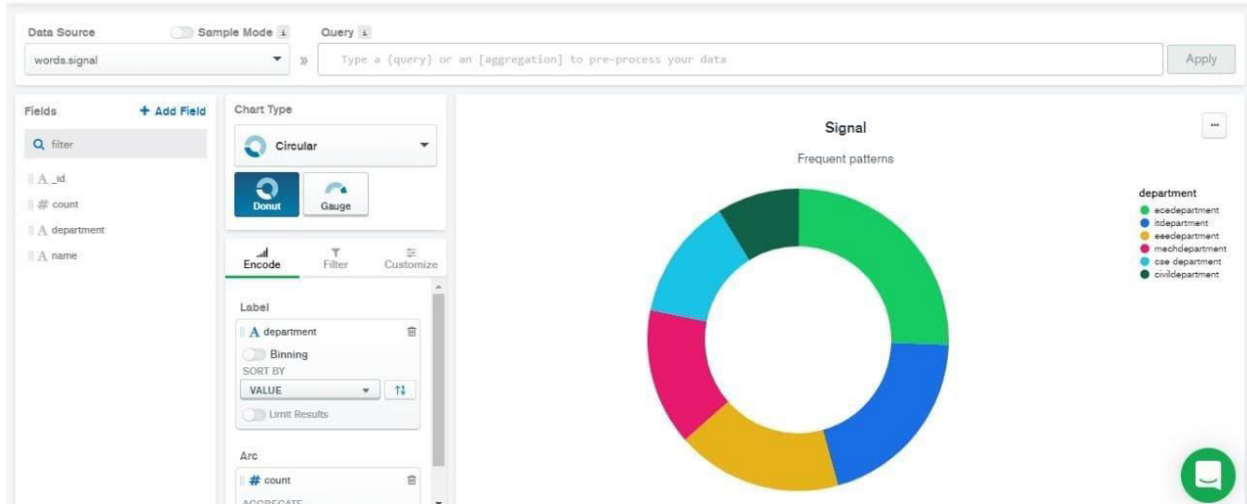 Data Source
Sample Mode i
Query i
words.signal
»
Type a {query} or an [aggregation] to pre-process your data
Apply
Fields
+ Add Field
filter
A _id
# count
A department
A name
Chart Type
Circular
Donut
Gauge
Encode
Filter
Customize
Label
A department
Binning
SORT BY
VALUE
Limit Results
Arc
# count
AGGREGATE
Signal
Frequent patterns
...
department
ecedepartment
itdepartment
eeedepartment
mechdepartment
cse department
civildepartment